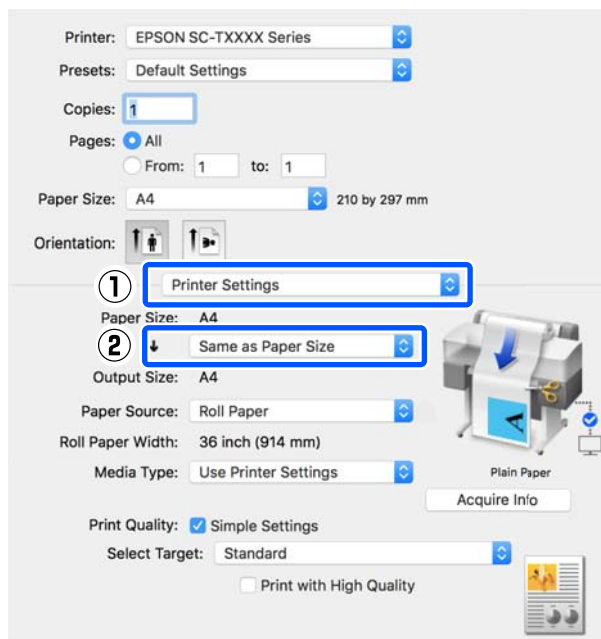 Printer: EPSON SC-TXXXX Series
Presets: Default Settings
Copies: 1
Pages: All
From: 1 to: 1
Paper Size: A4 210 by 297 mm
Orientation:
① Printer Settings
Paper Size: A4
② Same as Paper Size
Output Size: A4
Paper Source: Roll Paper
Roll Paper Width: 36 inch (914 mm)
Media Type: Use Printer Settings
Plain Paper
Acquire Info
Print Quality: Simple Settings
Select Target: Standard
Print with High Quality